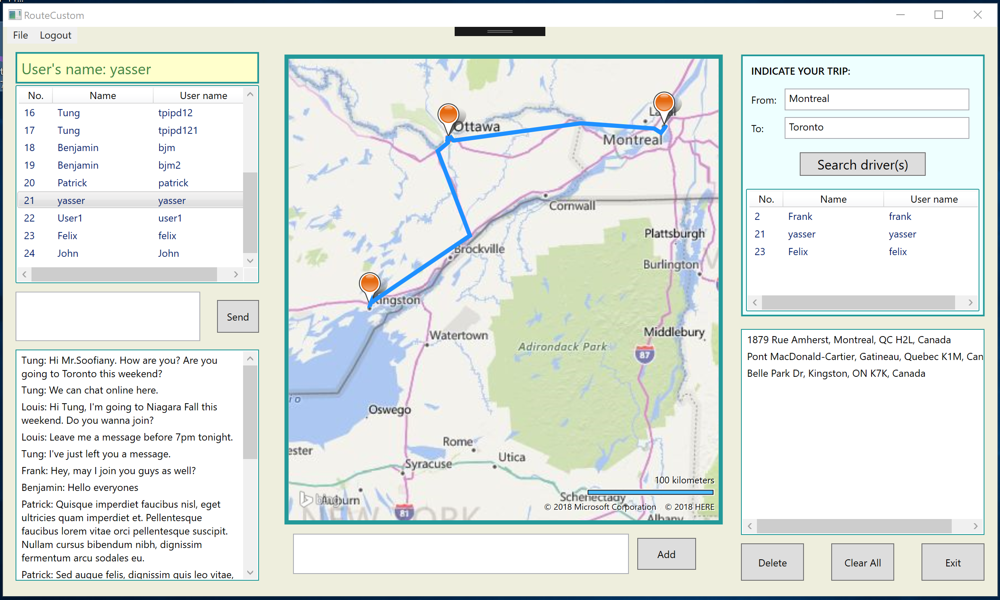 RouteCustom
File Logout
User's name: yasser
No. Name User name
16 Tung tpipd12
17 Tung tpipd121
18 Benjamin bjm
19 Benjamin bjm2
20 Patrick patrick
21 yasser yasser
22 User1 user1
23 Felix felix
24 John John
Send
Tung: Hi Mr.Soofiany. How are you? Are you
going to Toronto this weekend?
Tung: We can chat online here.
Louis: Hi Tung, I'm going to Niagara Fall this
weekend. Do you wanna join?
Louis: Leave me a message before 7pm tonight.
Tung: I've just left you a message.
Frank: Hey, may I join you guys as well?
Benjamin: Hello everyones
Patrick: Quisque imperdiet faucibus nisl, eget
ultricies quam imperdiet et. Pellentesque
faucibus lorem vitae orci pellentesque suscipit.
Nullam cursus bibendum nibh, dignissim
fermentum arcu sodales eu.
Patrick: Sed augue felis, dignissim quis leo vitae,
Ottawa
Montreal
Cornwall
Plattsburgh
Brockville
Burlington
Kingston
Watertown
Middlebury
Adirondack Park
87
Oswego
ester
Rome
Utica
Syracuse
100 kilometers
bing
Auburn
Schenectady
© 2018 Microsoft Corporation © 2018 HERE
81
NEW YORK
Albany
Add
INDICATE YOUR TRIP:
From: Montreal
To: Toronto
Search driver(s)
No. Name User name
2 Frank frank
21 yasser yasser
23 Felix felix
1879 Rue Amherst, Montreal, QC H2L, Canada
Pont MacDonald-Cartier, Gatineau, Quebec K1M, Can
Belle Park Dr, Kingston, ON K7K, Canada
Delete Clear All Exit